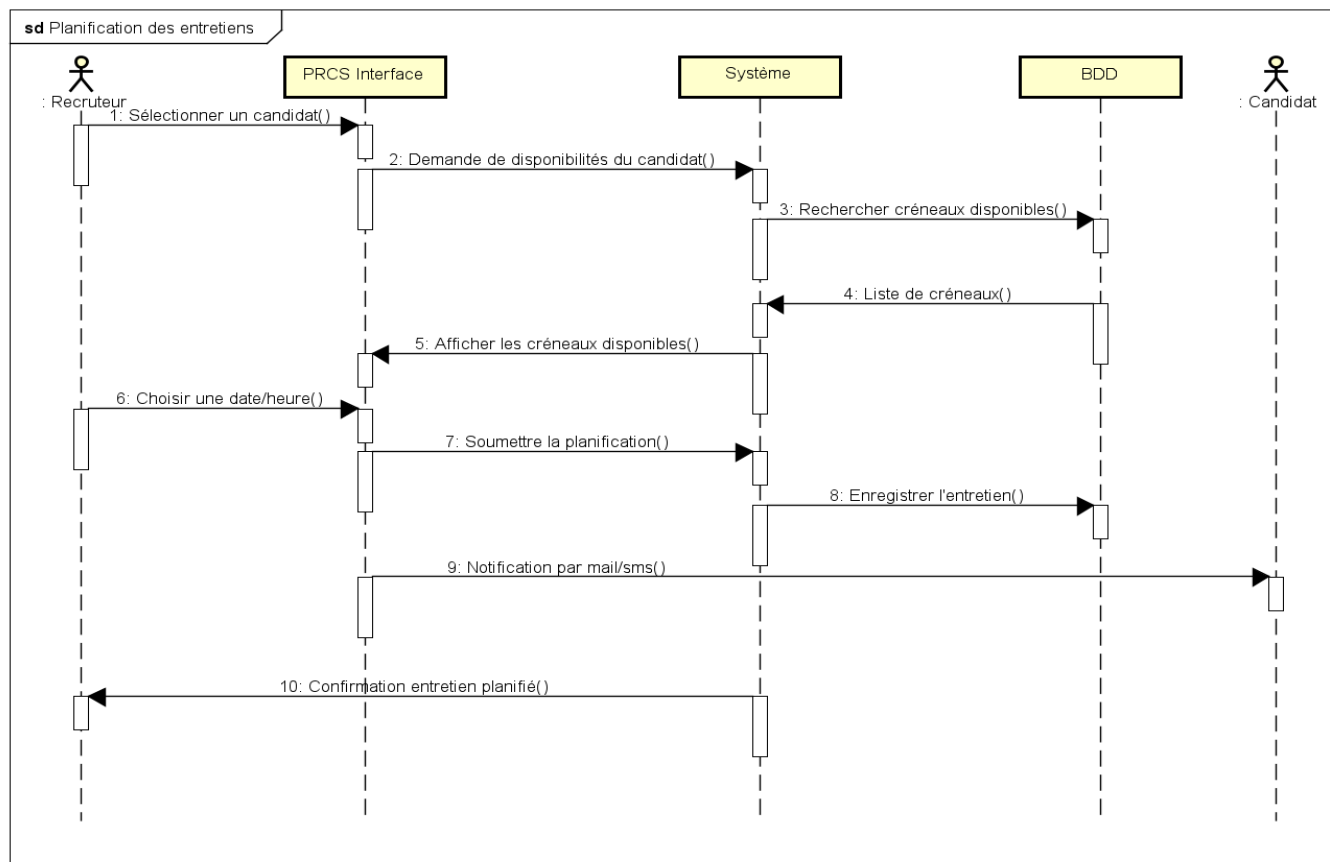 sd Planification des entretiens
PRCS Interface
Système
BDD
: Recruteur
: Candidat
1: Sélectionner un candidat()
2: Demande de disponibilités du candidat()
3: Rechercher créneaux disponibles()
4: Liste de créneaux()
5: Afficher les créneaux disponibles()
6: Choisir une date/heure()
7: Soumettre la planification()
8: Enregistrer l'entretien()
9: Notification par mail/sms()
10: Confirmation entretien planifié()